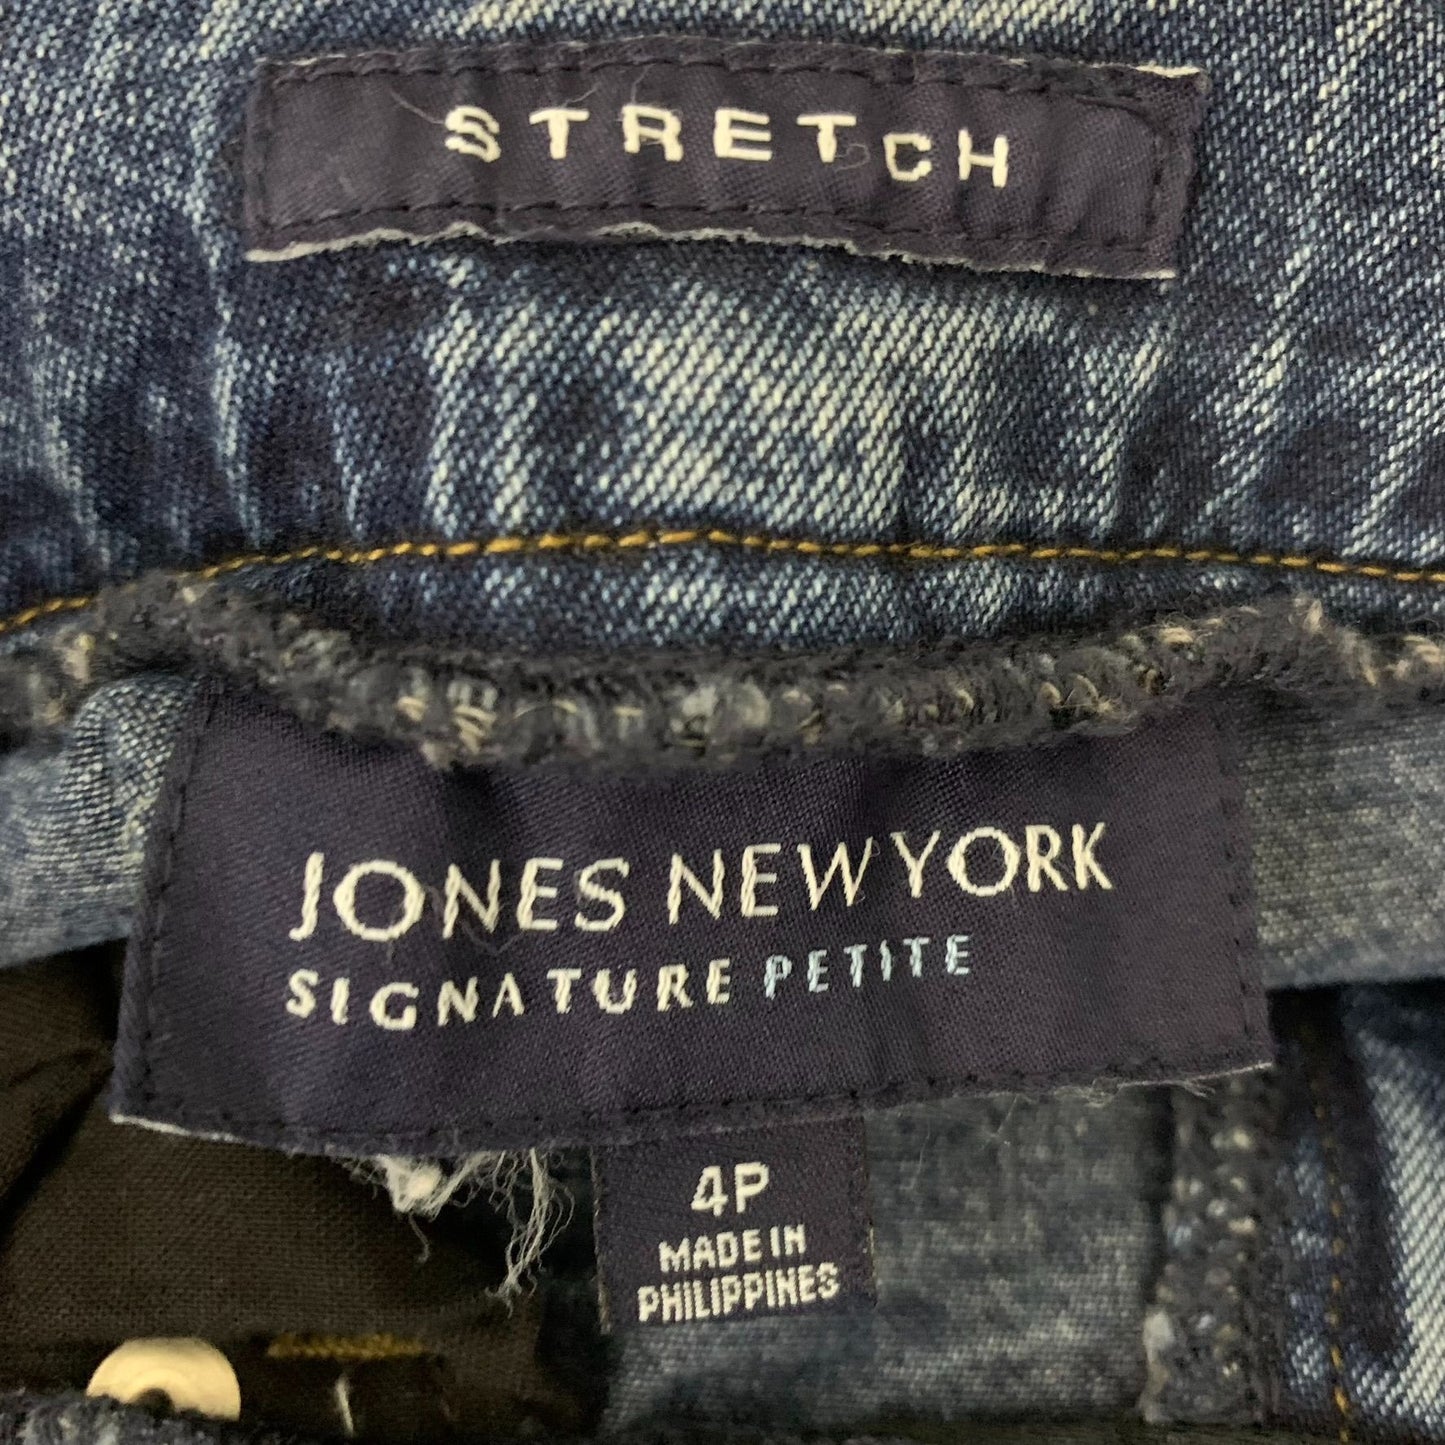 STRETCH
JONES NEW YORK
SIGNATURE PETITE
4P
MADE IN
PHILIPPINES